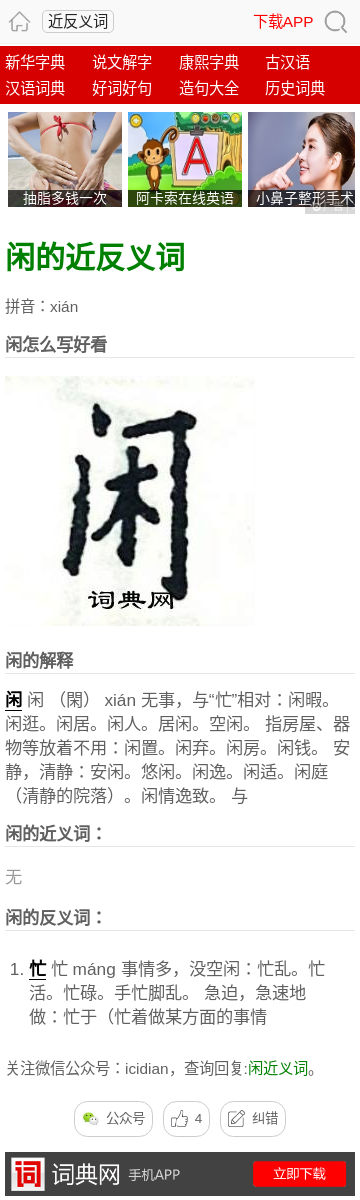 近反义词 下载APP
新华字典 说文解字 康熙字典 古汉语
汉语词典 好词好句 造句大全 历史词典
A
抽脂多钱一次 阿卡索在线英语 小鼻子整形手术
闲的近反义词
拼音：xián
闲怎么写好看
闲
词典网
闲的解释
闲 闲 （閑） xián 无事，与“忙”相对：闲暇。
闲逛。闲居。闲人。居闲。空闲。 指房屋、器
物等放着不用：闲置。闲弃。闲房。闲钱。 安
静，清静：安闲。悠闲。闲逸。闲适。闲庭
（清静的院落）。闲情逸致。 与
闲的近义词：
无
闲的反义词：
1. 忙 忙 máng 事情多，没空闲：忙乱。忙
活。忙碌。手忙脚乱。 急迫，急速地
做：忙于（忙着做某方面的事情
关注微信公众号：icidian，查询回复:闲近义词。
公众号 4 纠错
词 词典网 手机APP 立即下载